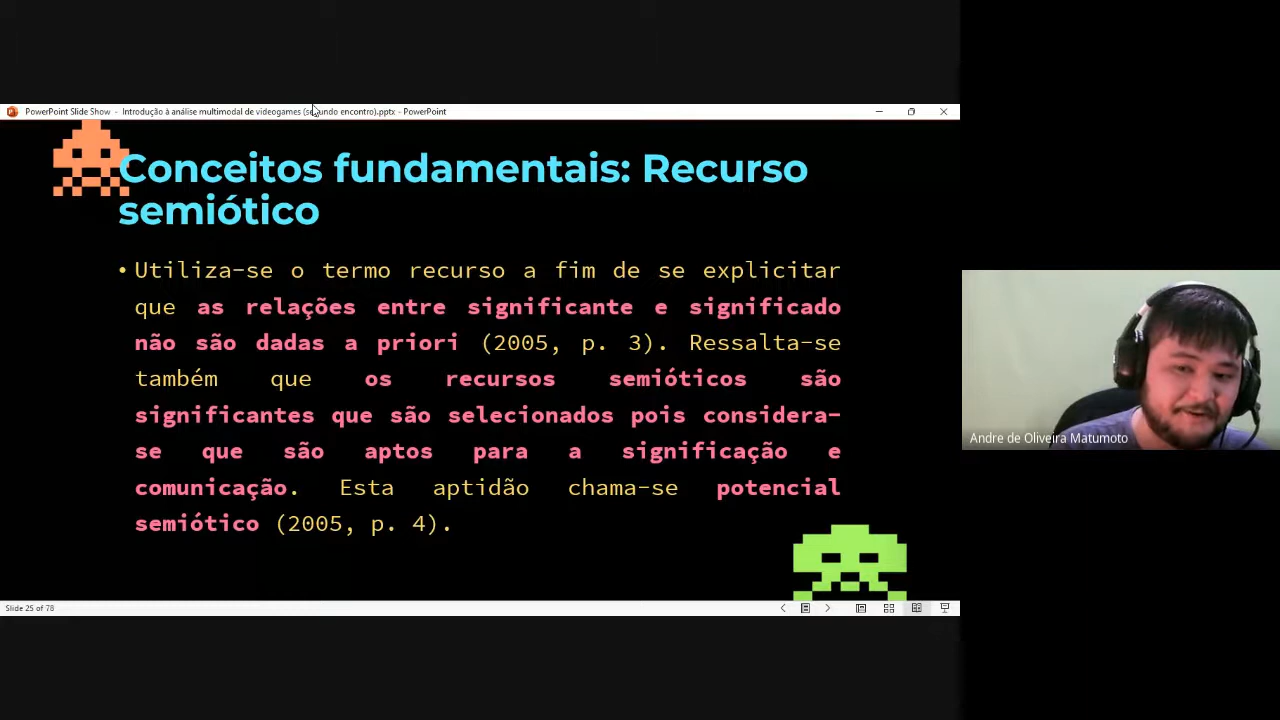 PowerPoint Slide Show - Introdução à análise multimodal de videogames (segundo encontro).pptx - PowerPoint
Conceitos fundamentais: Recurso
semiótico
• Utiliza-se o termo recurso a fim de se explicitar
que as relações entre significante e significado
não são dadas a priori (2005, p. 3). Ressalta-se
também que os recursos semióticos são
significantes que são selecionados pois considera-
se que são aptos para a significação e
comunicação. Esta aptidão chama-se potencial
semiótico (2005, p. 4).
Andre de Oliveira Matumoto
Slide 25 of 78